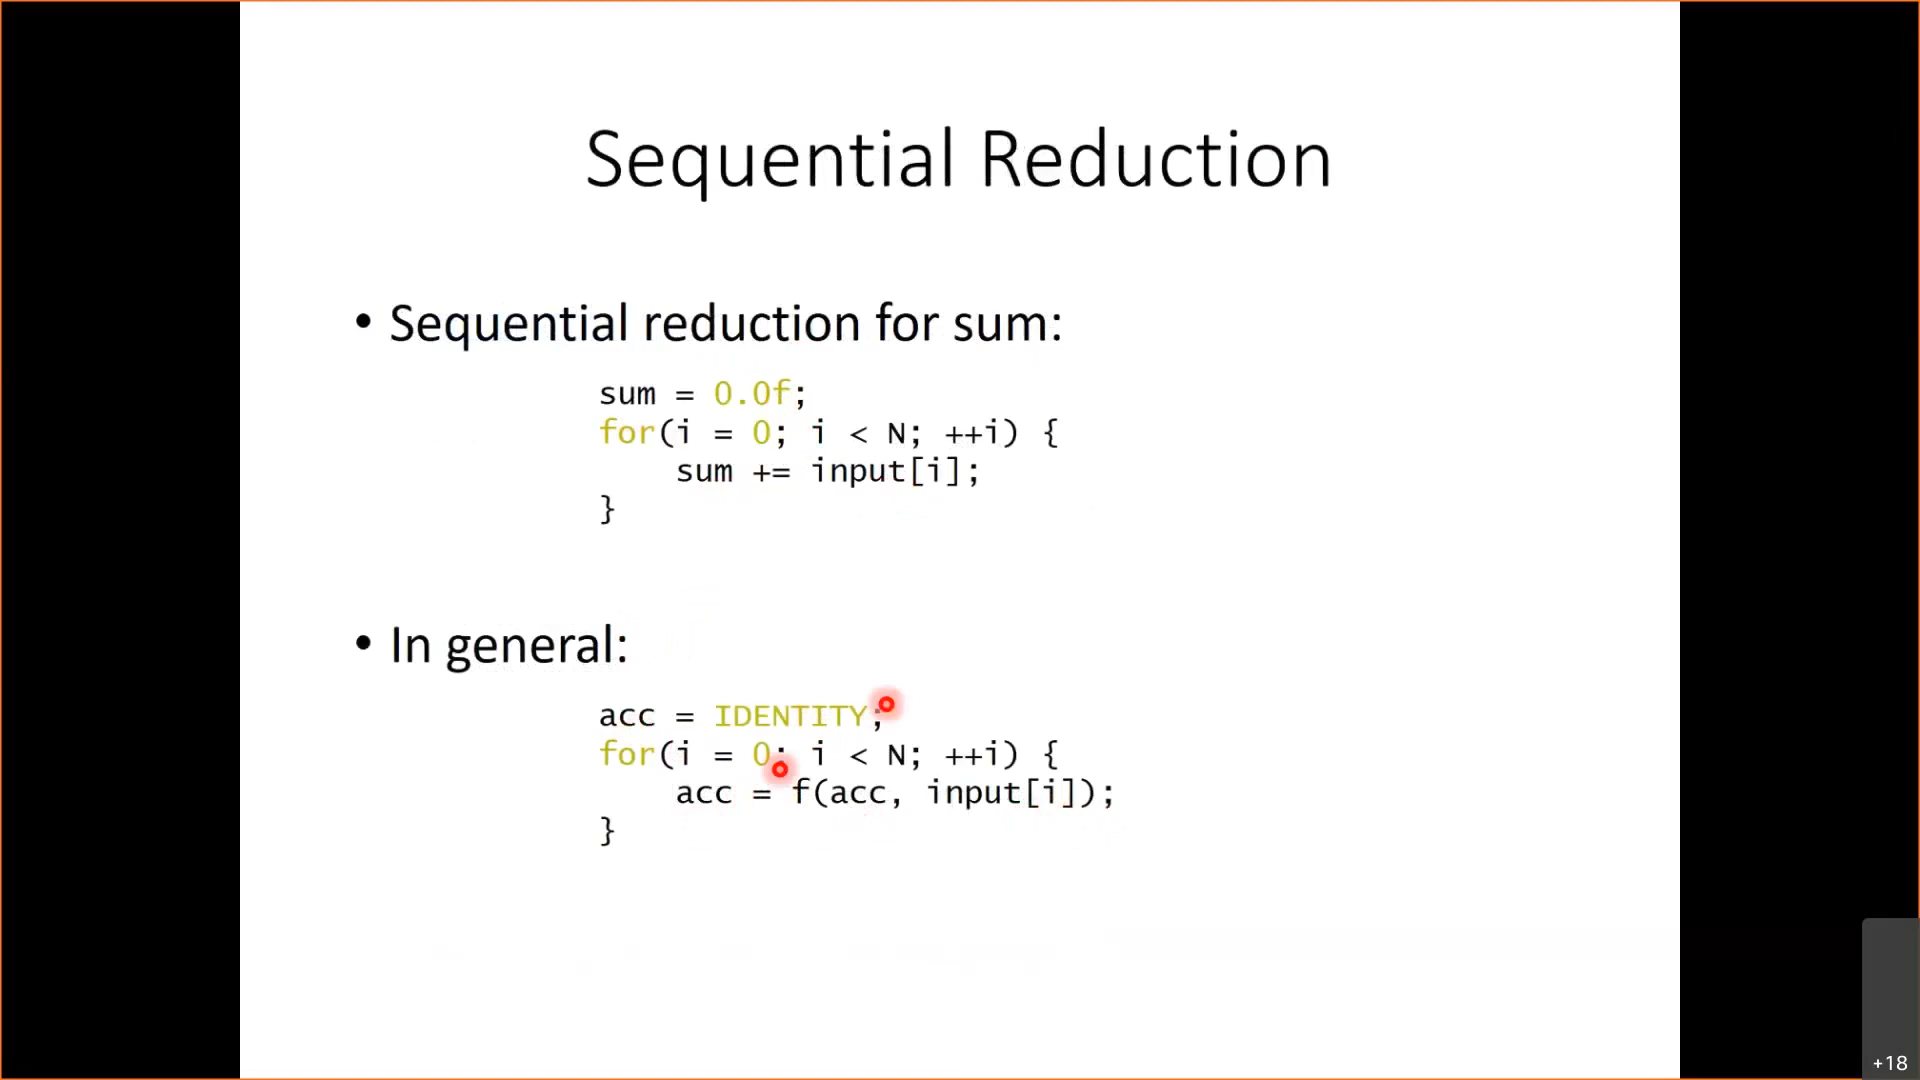 Sequential Reduction
• Sequential reduction for sum:
sum = 0.0f;
for(i = 0; i < N; ++i) {
    sum += input[i];
}
• In general:
acc = IDENTITY;
for(i = 0; i < N; ++i) {
    acc = f(acc, input[i]);
}
+18